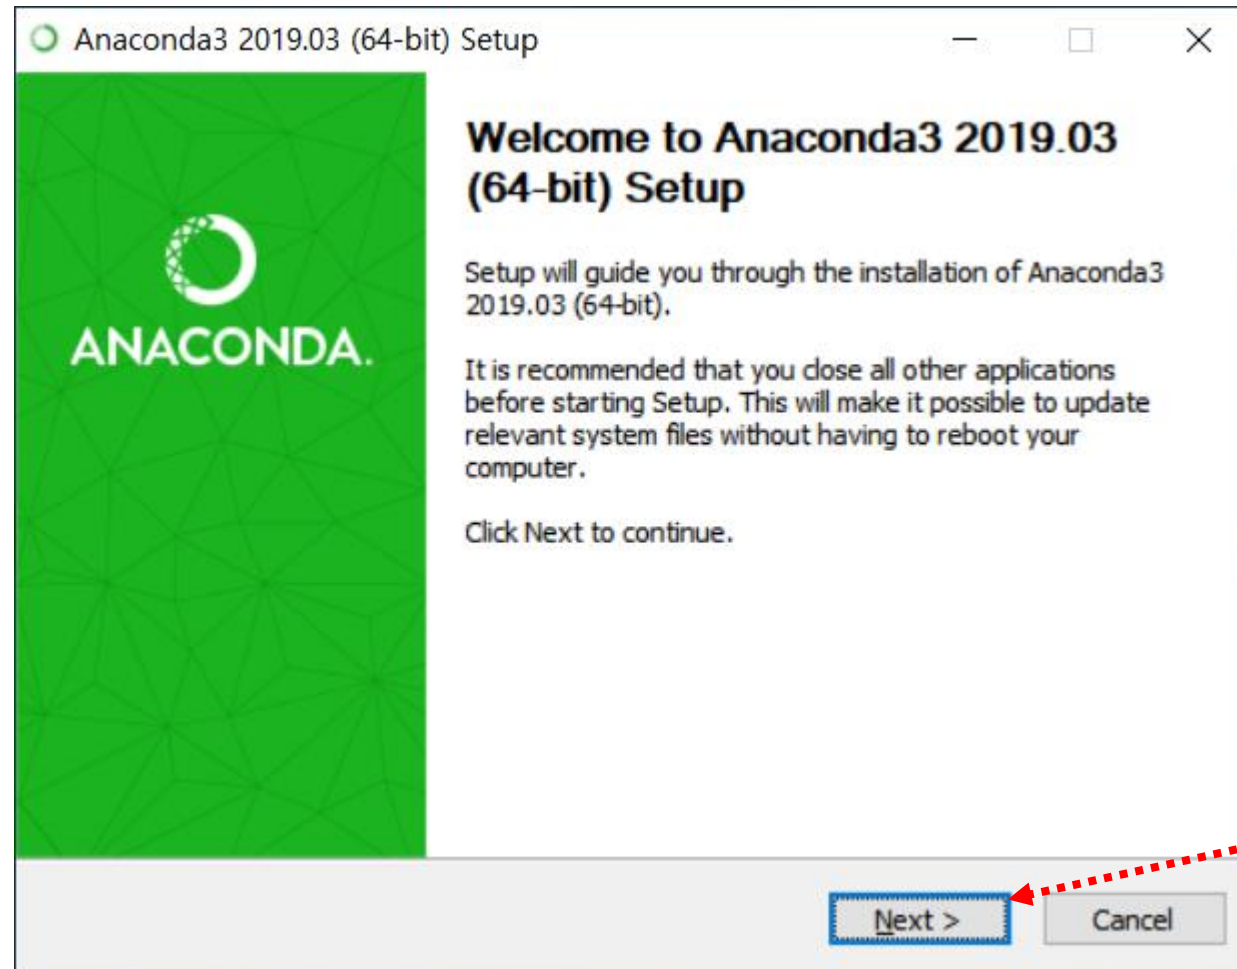 Anaconda3 2019.03 (64-bit) Setup
Welcome to Anaconda3 2019.03
(64-bit) Setup
ANACONDA.
Setup will guide you through the installation of Anaconda3
2019.03 (64-bit).
It is recommended that you close all other applications
before starting Setup. This will make it possible to update
relevant system files without having to reboot your
computer.
Click Next to continue.
Next >
Cancel